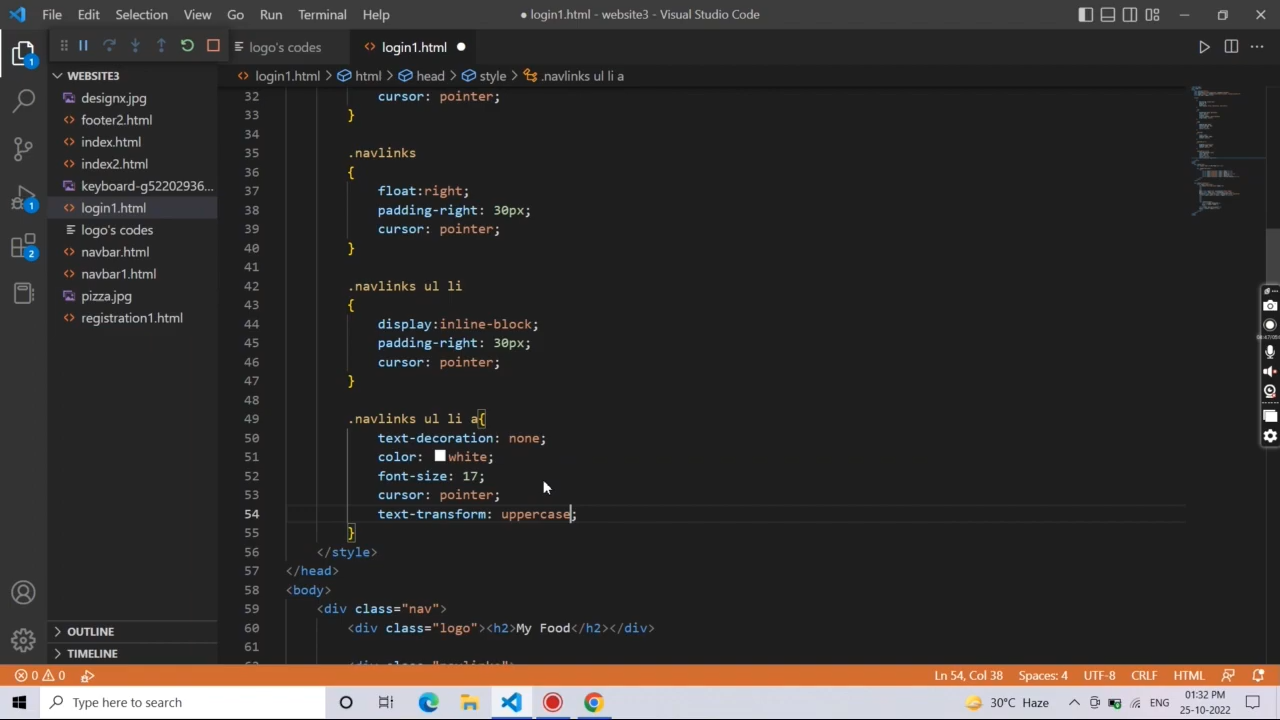 File Edit Selection View Go Run Terminal Help
● login1.html - website3 - Visual Studio Code
logo's codes
login1.html
WEBSITE3
designx.jpg
footer2.html
index.html
index2.html
keyboard-g52202936...
login1.html
logo's codes
navbar.html
navbar1.html
pizza.jpg
registration1.html
OUTLINE
TIMELINE
1
1
2
login1.html > html > head > style > .navlinks ul li a
32 cursor: pointer;
33 }
34
35 .navlinks
36 {
37 float:right;
38 padding-right: 30px;
39 cursor: pointer;
40 }
41
42 .navlinks ul li
43 {
44 display:inline-block;
45 padding-right: 30px;
46 cursor: pointer;
47 }
48
49 .navlinks ul li a{
50 text-decoration: none;
51 color: white;
52 font-size: 17;
53 cursor: pointer;
54 text-transform: uppercase;
55 }
56 </style>
57 </head>
58 <body>
59 <div class="nav">
60 <div class="logo"><h2>My Food</h2></div>
61
0 0
Ln 54, Col 38 Spaces: 4 UTF-8 CRLF HTML
Type here to search
30°C Haze
ENG
01:32 PM
25-10-2022